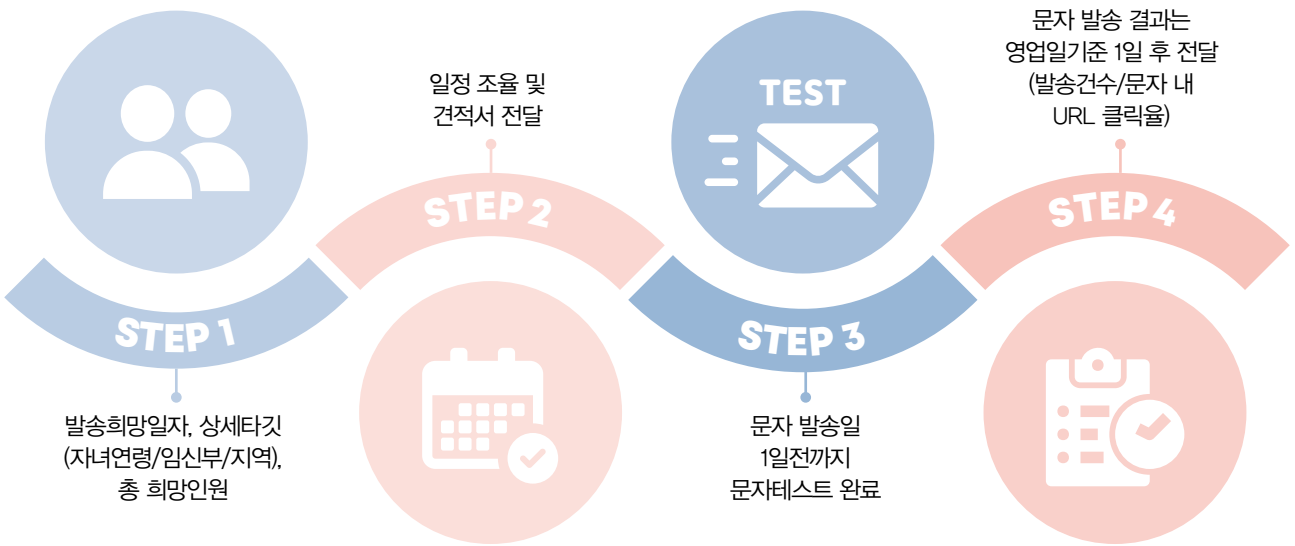 STEP 1
발송희망일자, 상세타깃
(자녀연령/임신부/지역),
총 희망인원
일정 조율 및
견적서 전달
STEP 2
TEST
STEP 3
문자 발송일
1일전까지
문자테스트 완료
문자 발송 결과는
영업일기준 1일 후 전달
(발송건수/문자 내
URL 클릭율)
STEP 4